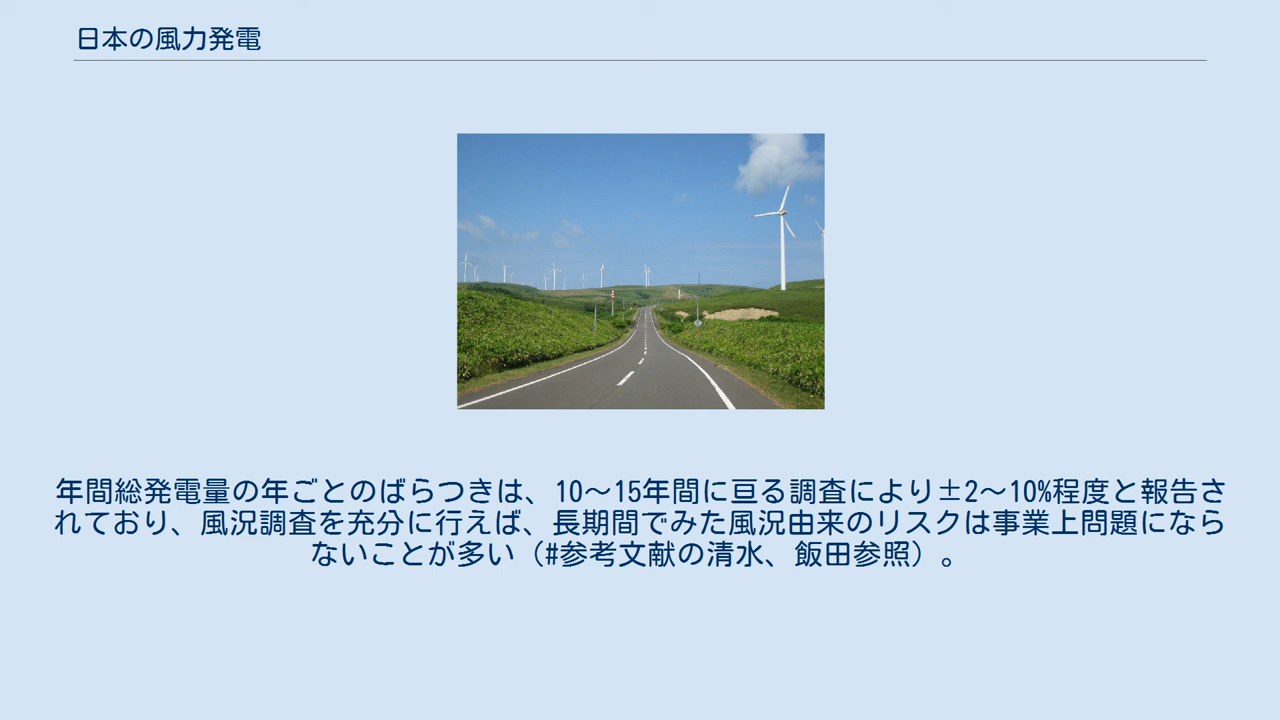 日本の風力発電
年間総発電量の年ごとのばらつきは、10～15年間に亘る調査により±2～10%程度と報告さ
れており、風況調査を充分に行えば、長期間でみた風況由来のリスクは事業上問題になら
ないことが多い（#参考文献の清水、飯田参照）。